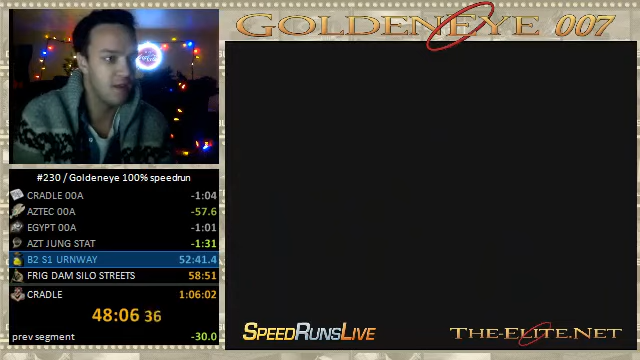 GOLDENEYE 007
#230 / Goldeneye 100% speedrun
CRADLE 00A -1:04
AZTEC 00A -57.6
EGYPT 00A -1:01
AZT JUNG STAT -1:31
B2 S1 URNWAY 52:41.4
FRIG DAM SILO STREETS 58:51
CRADLE 1:06:02
48:06 36
prev segment -30.0
SPEEDRUNSLIVE
THE-ELITE.NET